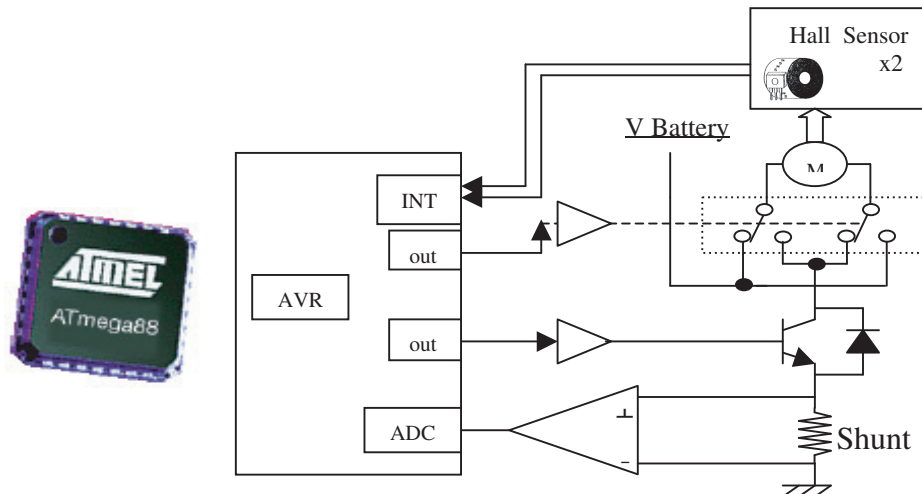 Hall Sensor
x2
V Battery
M
INT
out
AVR
ATMEL
ATmega88
out
ADC
+
-
Shunt